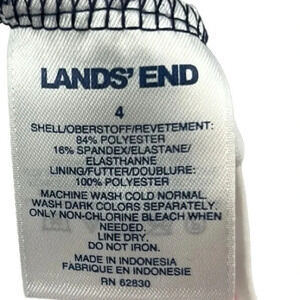 LANDS' END
4
SHELL/OBERSTOFF/REVETEMENT:
84% POLYESTER
16% SPANDEX/ELASTANE/
ELASTHANNE
LINING/FUTTER/DOUBLURE:
100% POLYESTER
MACHINE WASH COLD NORMAL.
WASH DARK COLORS SEPARATELY.
ONLY NON-CHLORINE BLEACH WHEN
NEEDED.
LINE DRY.
DO NOT IRON.
MADE IN INDONESIA
FABRIQUE EN INDONESIE
RN 62830